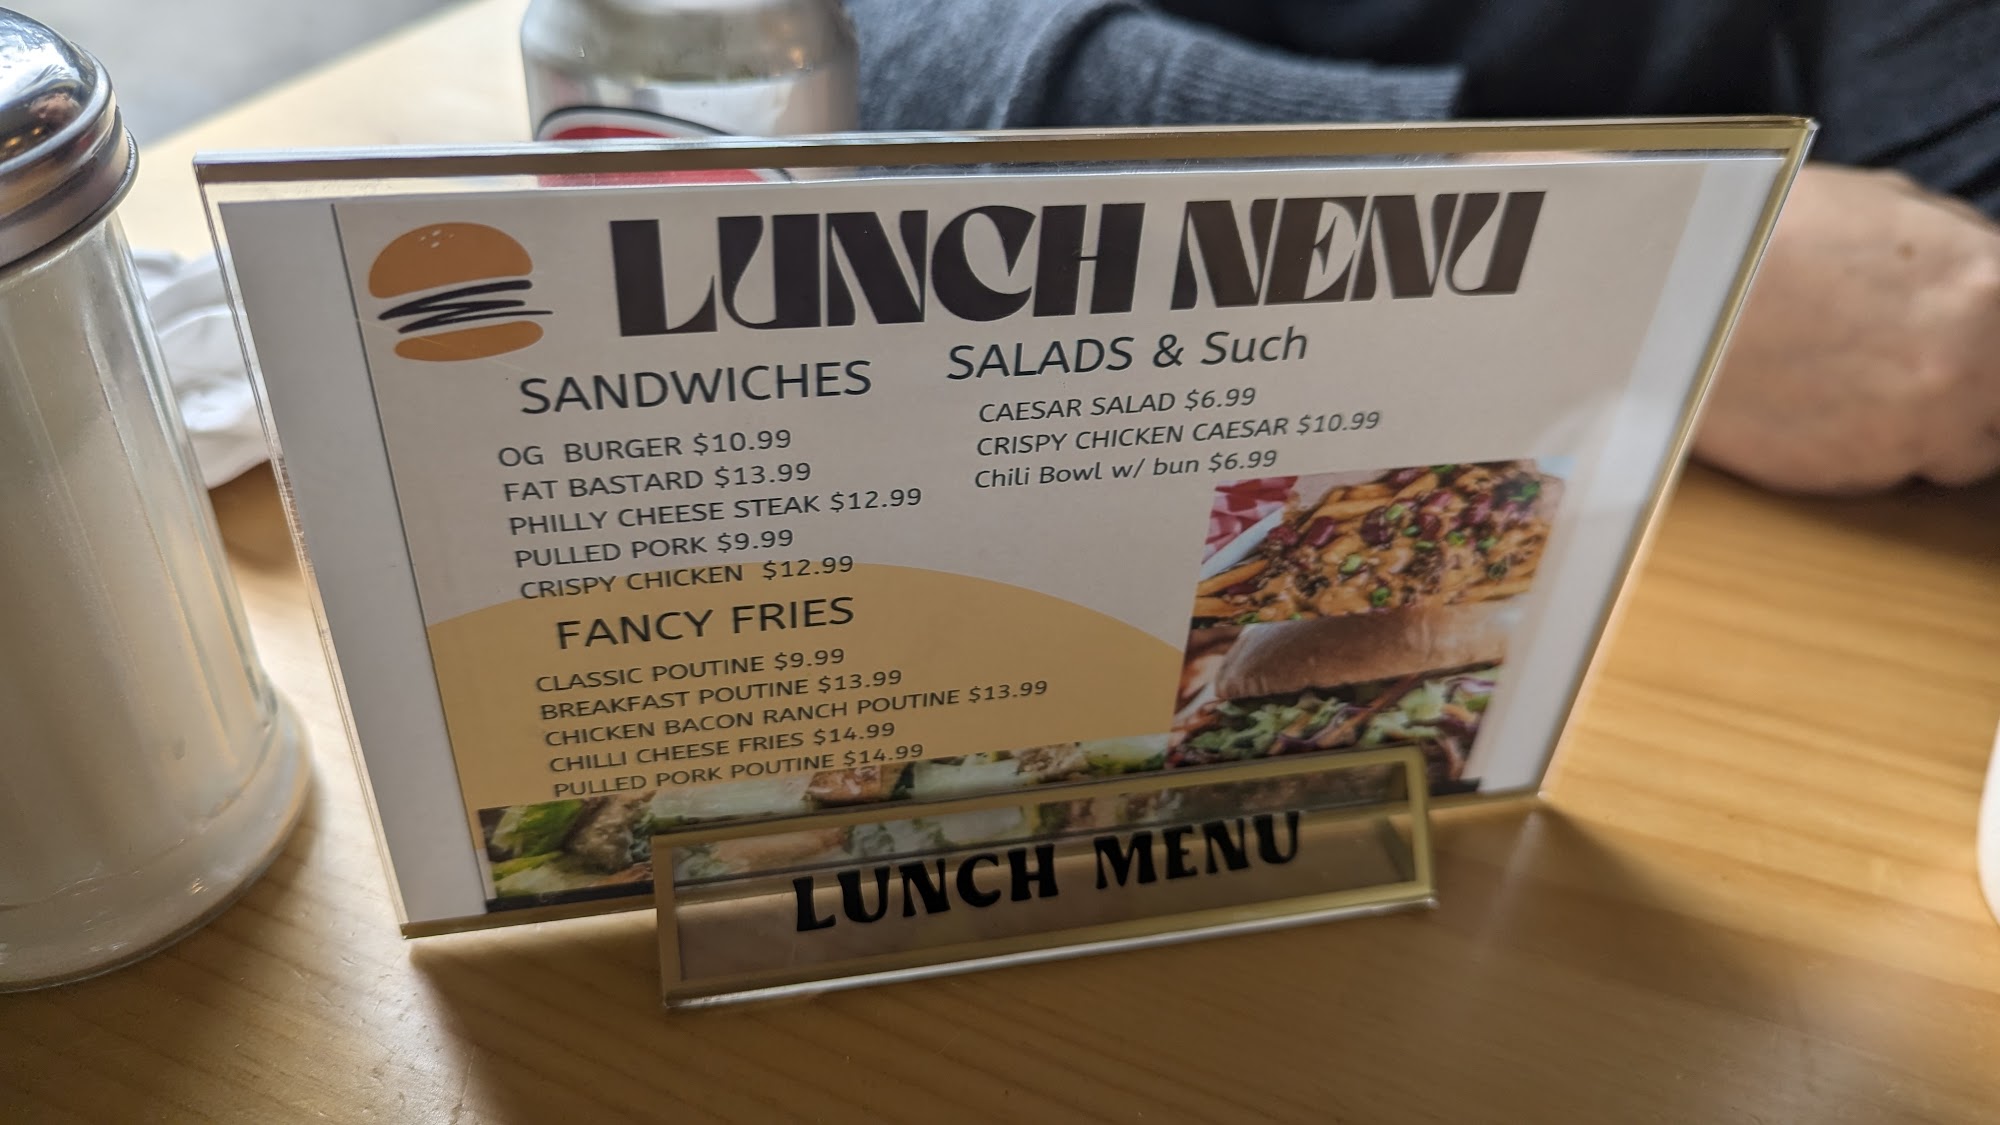 LUNCH NENU
SANDWICHES
OG BURGER $10.99
FAT BASTARD $13.99
PHILLY CHEESE STEAK $12.99
PULLED PORK $9.99
CRISPY CHICKEN $12.99
FANCY FRIES
CLASSIC POUTINE $9.99
BREAKFAST POUTINE $13.99
CHICKEN BACON RANCH POUTINE $13.99
CHILLI CHEESE FRIES $14.99
PULLED PORK POUTINE $14.99
SALADS & Such
CAESAR SALAD $6.99
CRISPY CHICKEN CAESAR $10.99
Chili Bowl w/ bun $6.99
LUNCH MENU